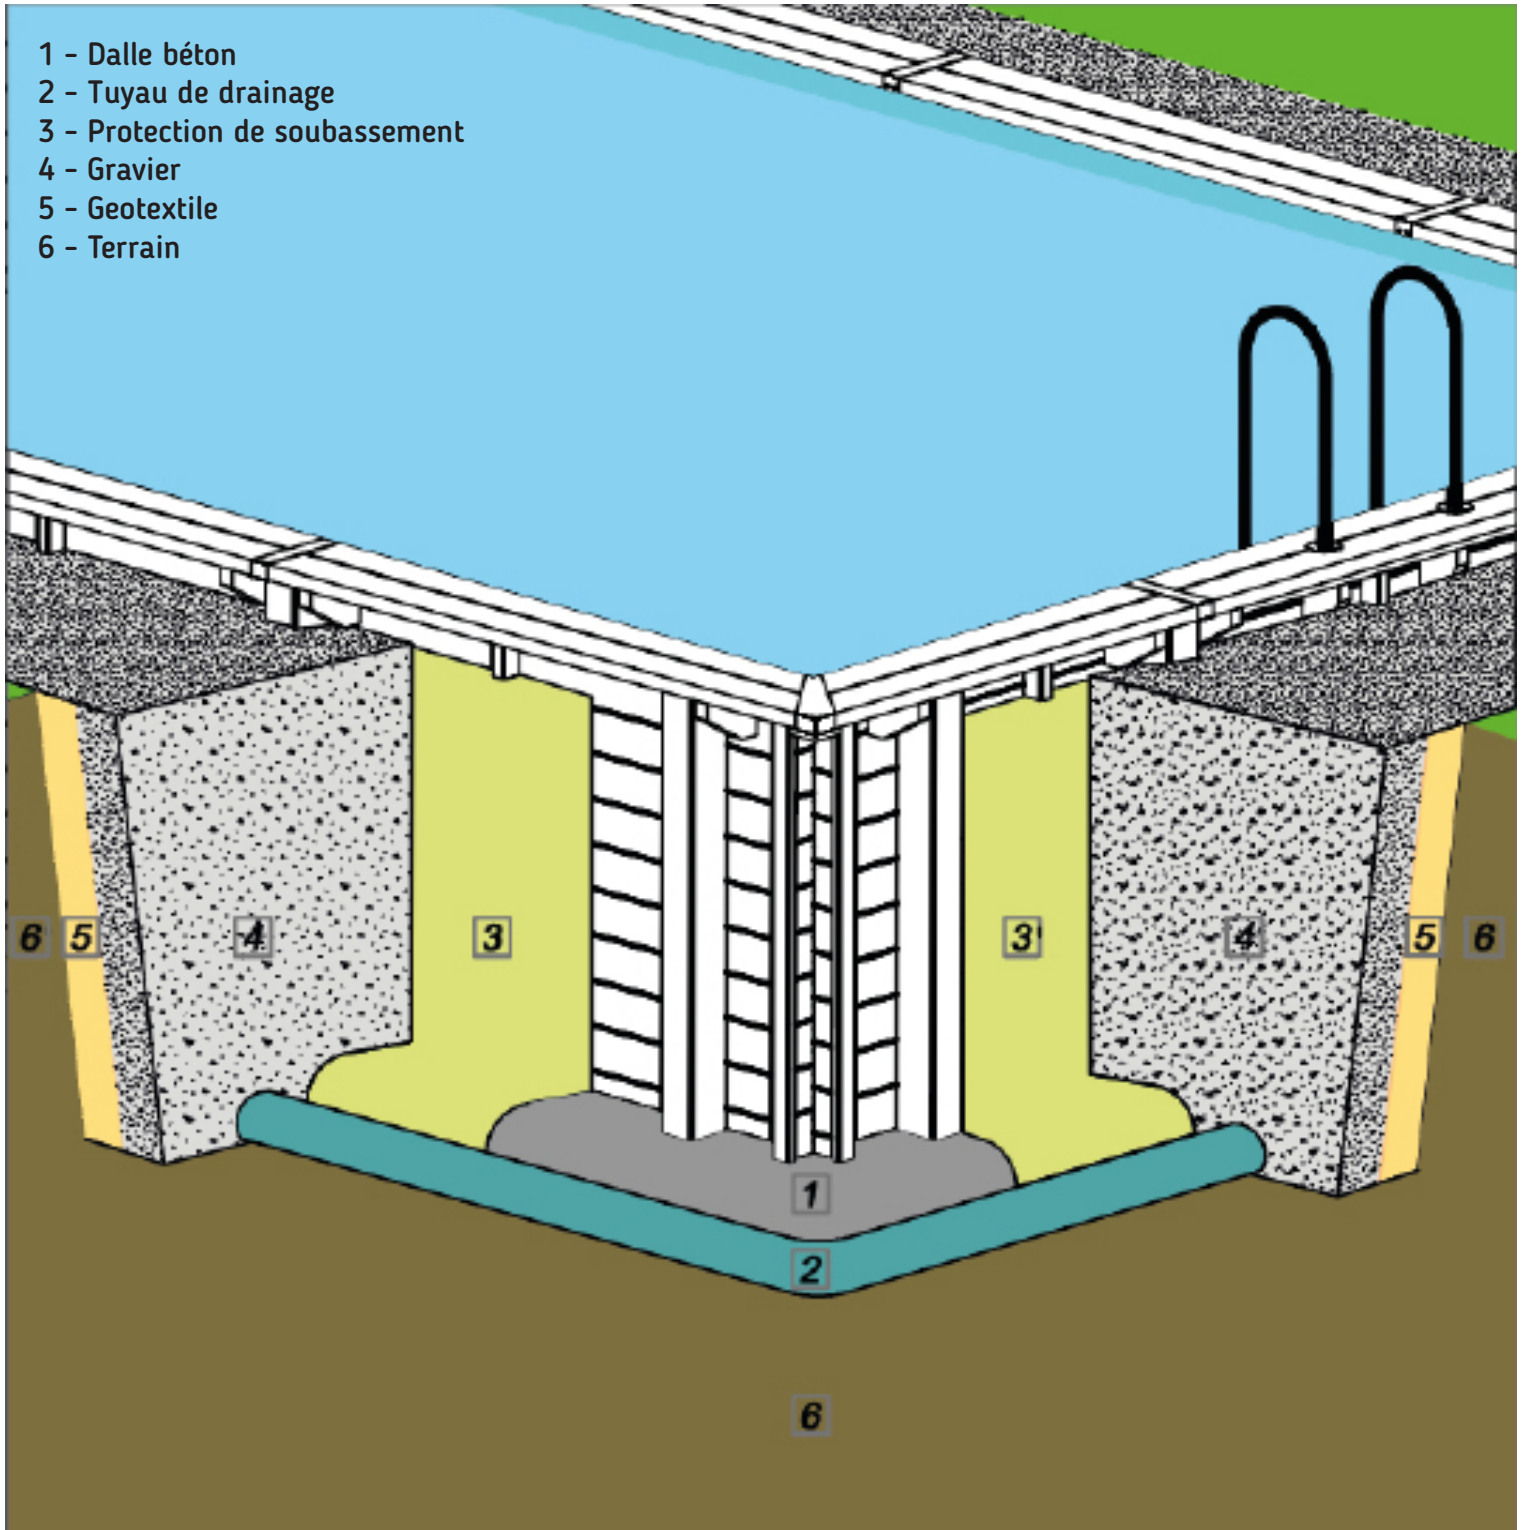 1 - Dalle béton
2 - Tuyau de drainage
3 - Protection de soubassement
4 - Gravier
5 - Geotextile
6 - Terrain
6 5 4 3 3' 4 5 6
1
2
6